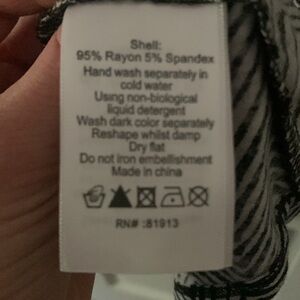 Shell:
95% Rayon 5% Spandex
Hand wash separately in
cold water
Using non-biological
liquid detergent
Wash dark color separately
Reshape whilst damp
Dry flat
Do not iron embellishment
Made in china
RN# :81913